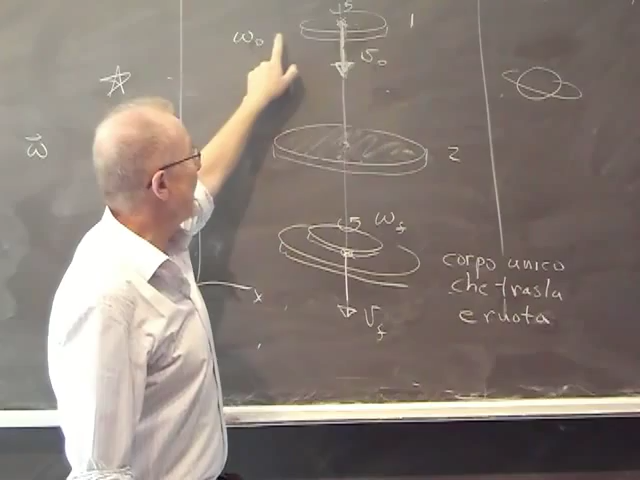 ω₀
1
v₀
ω⃗
2
ω_f
x
v_f
corpo unico
che trasla
e ruota